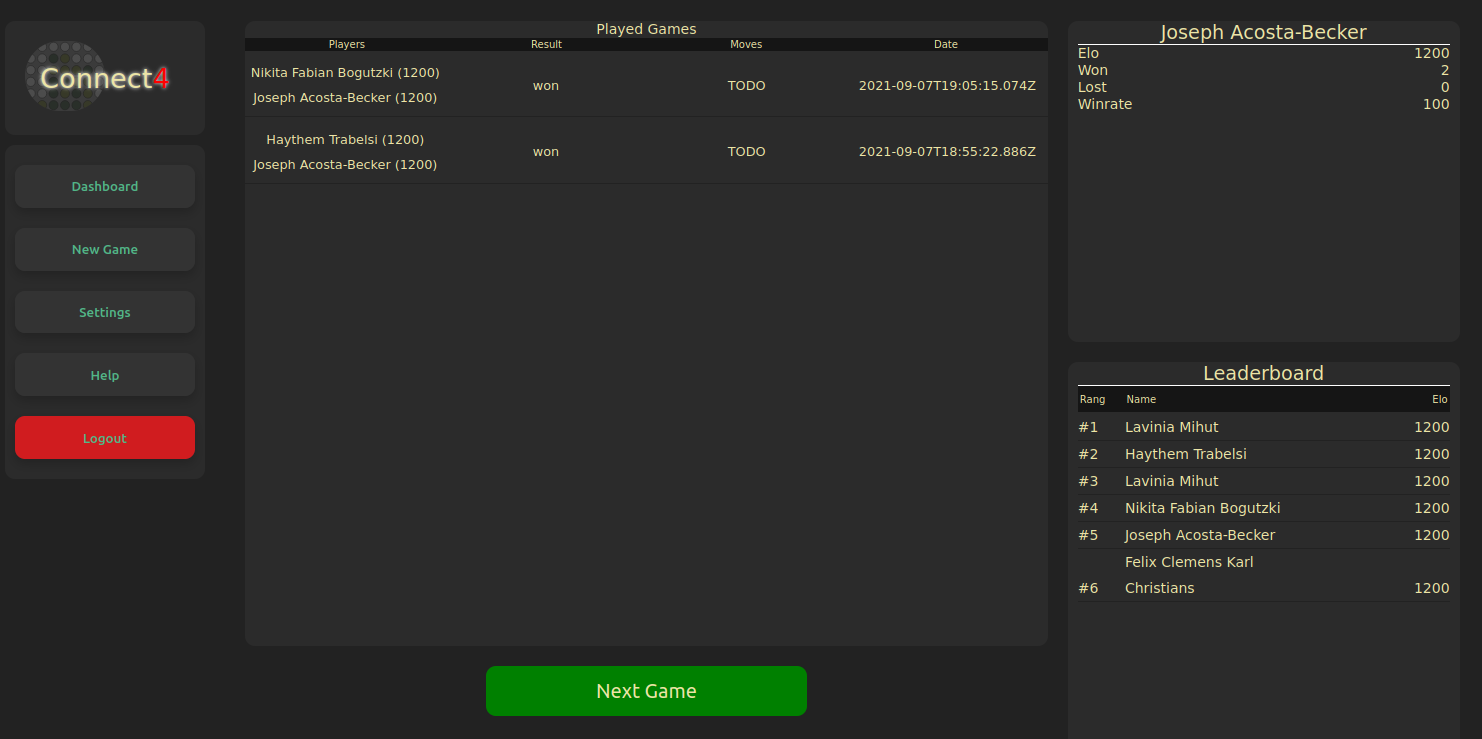 Connect4
Dashboard
New Game
Settings
Help
Logout
Played Games
Players Result Moves Date
Nikita Fabian Bogutzki (1200)
Joseph Acosta-Becker (1200)
won TODO 2021-09-07T19:05:15.074Z
Haythem Trabelsi (1200)
Joseph Acosta-Becker (1200)
won TODO 2021-09-07T18:55:22.886Z
Next Game
Joseph Acosta-Becker
Elo 1200
Won 2
Lost 0
Winrate 100
Leaderboard
Rang Name Elo
#1 Lavinia Mihut 1200
#2 Haythem Trabelsi 1200
#3 Lavinia Mihut 1200
#4 Nikita Fabian Bogutzki 1200
#5 Joseph Acosta-Becker 1200
Felix Clemens Karl
#6 Christians 1200